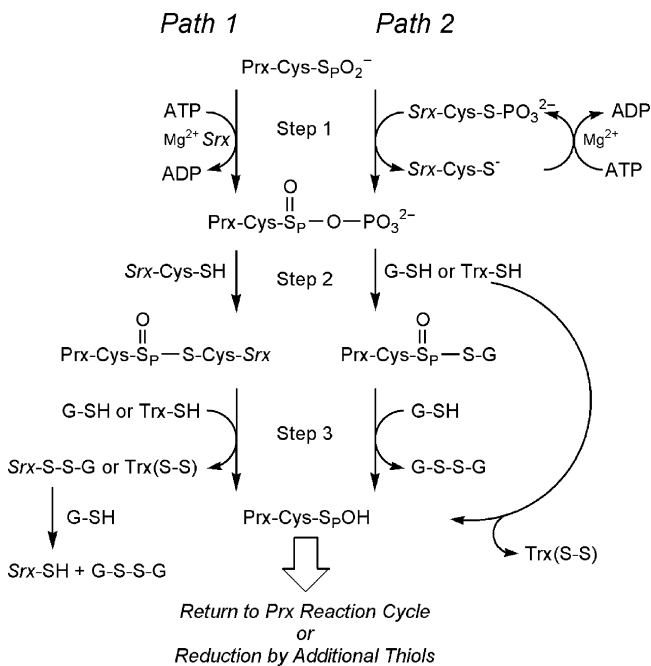 Path 1 Path 2
Prx-Cys-SPO2−
ATP
Mg2+ Srx
ADP
Step 1
Srx-Cys-S-PO32−
Srx-Cys-S-
ADP
Mg2+
ATP
O
Prx-Cys-SP—O—PO32−
Srx-Cys-SH
Step 2
G-SH or Trx-SH
O
Prx-Cys-SP—S-Cys-Srx
O
Prx-Cys-SP—S-G
G-SH or Trx-SH
Step 3
G-SH
Srx-S-S-G or Trx(S-S)
G-S-S-G
G-SH
Prx-Cys-SPOH
Srx-SH + G-S-S-G
Trx(S-S)
Return to Prx Reaction Cycle
or
Reduction by Additional Thiols